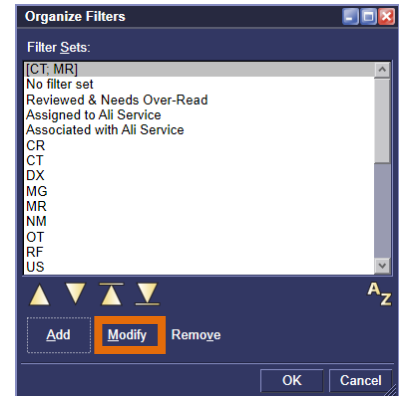 Organize Filters
Filter Sets:
[CT; MR]
No filter set
Reviewed & Needs Over-Read
Assigned to Ali Service
Associated with Ali Service
CR
CT
DX
MG
MR
NM
OT
RF
US
AZ
Add Modify Remove
OK Cancel